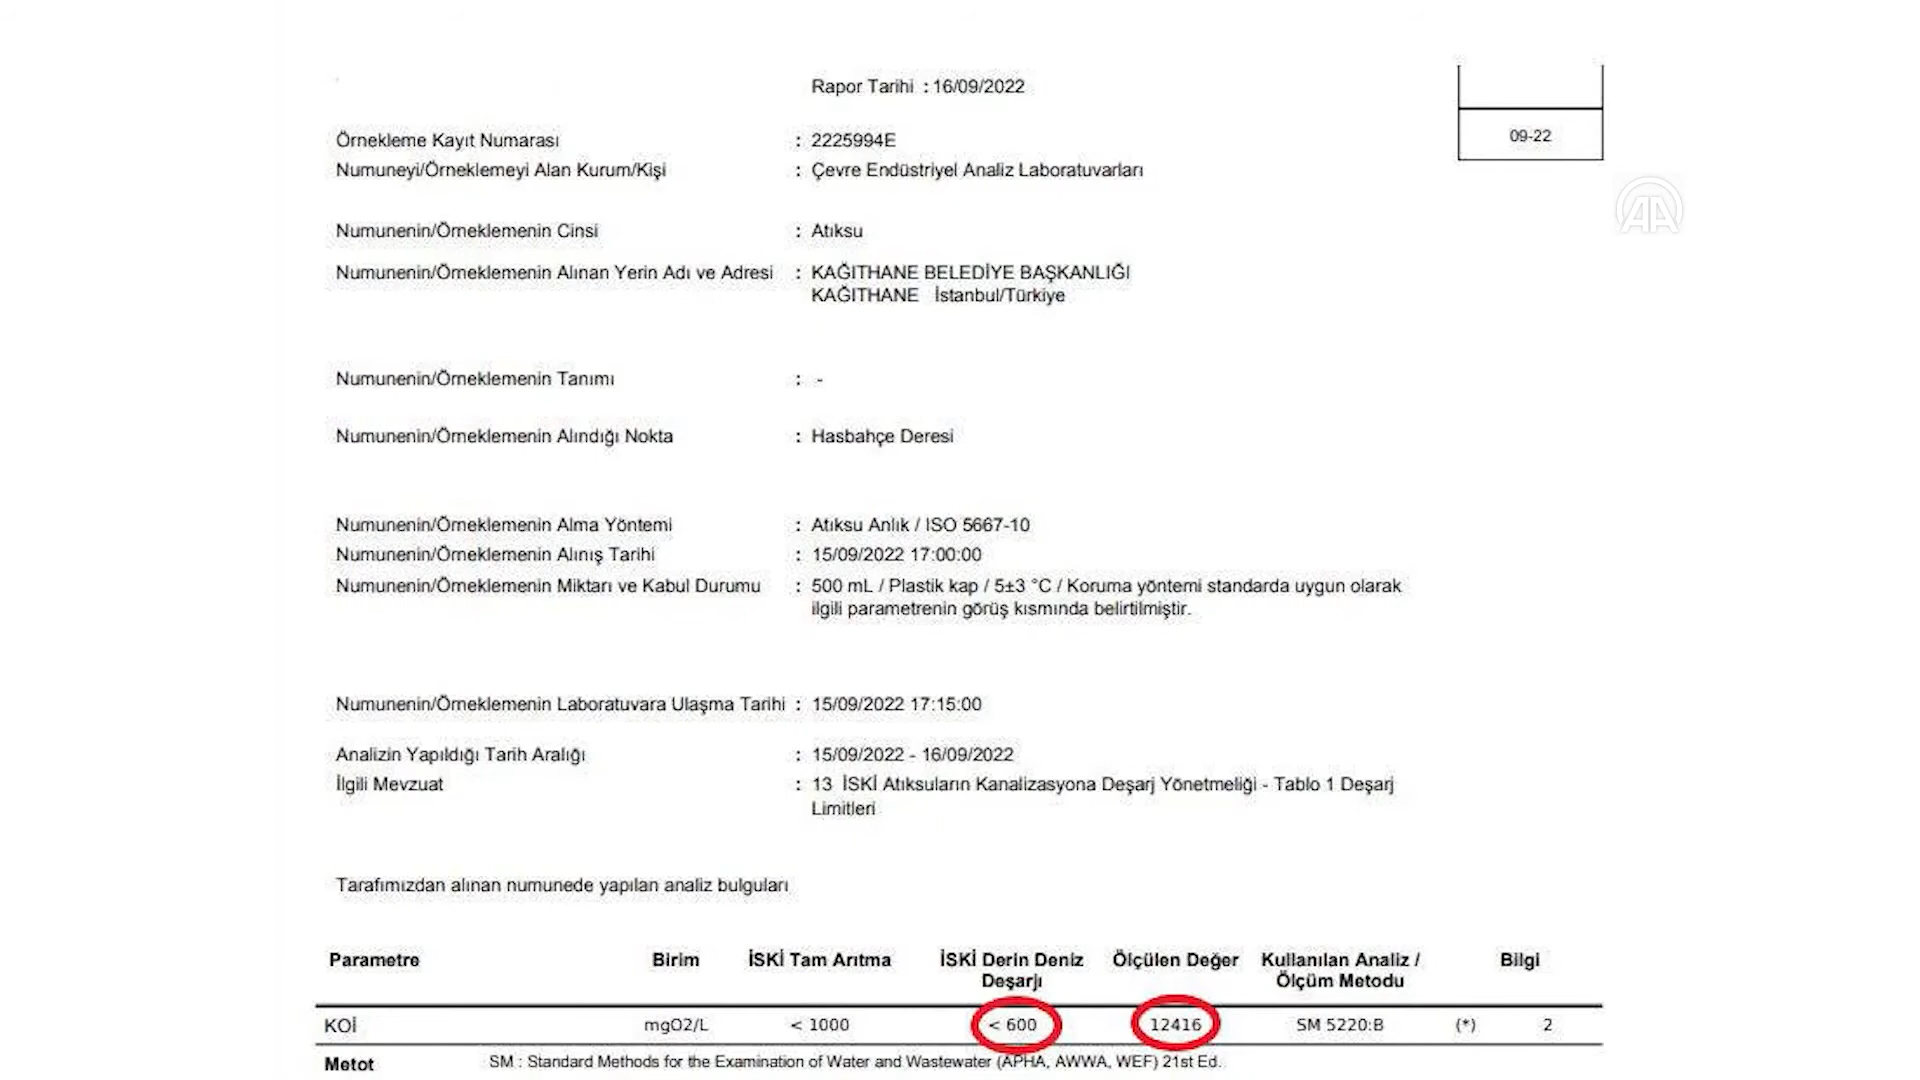 Rapor Tarihi : 16/09/2022
09-22
Örnekleme Kayıt Numarası : 2225994E
Numuneyi/Örneklemeyi Alan Kurum/Kişi : Çevre Endüstriyel Analiz Laboratuvarları
AA
Numunenin/Örneklemenin Cinsi : Atıksu
Numunenin/Örneklemenin Alınan Yerin Adı ve Adresi : KAĞITHANE BELEDİYE BAŞKANLIĞI
KAĞITHANE İstanbul/Türkiye
Numunenin/Örneklemenin Tanımı : -
Numunenin/Örneklemenin Alındığı Nokta : Hasbahçe Deresi
Numunenin/Örneklemenin Alma Yöntemi : Atıksu Anlık / ISO 5667-10
Numunenin/Örneklemenin Alınış Tarihi : 15/09/2022 17:00:00
Numunenin/Örneklemenin Miktarı ve Kabul Durumu : 500 mL / Plastik kap / 5±3 °C / Koruma yöntemi standarda uygun olarak
ilgili parametrenin görüş kısmında belirtilmiştir.
Numunenin/Örneklemenin Laboratuvara Ulaşma Tarihi : 15/09/2022 17:15:00
Analizin Yapıldığı Tarih Aralığı : 15/09/2022 - 16/09/2022
İlgili Mevzuat : 13 İSKİ Atıksuların Kanalizasyona Deşarj Yönetmeliği - Tablo 1 Deşarj
Limitleri
Tarafımızdan alınan numunede yapılan analiz bulguları
Parametre Birim İSKİ Tam Arıtma İSKİ Derin Deniz Deşarjı Ölçülen Değer Kullanılan Analiz / Ölçüm Metodu Bilgi
KOİ mgO2/L < 1000 < 600 12416 SM 5220:B (*) 2
Metot SM : Standard Methods for the Examination of Water and Wastewater (APHA, AWWA, WEF) 21st Ed.